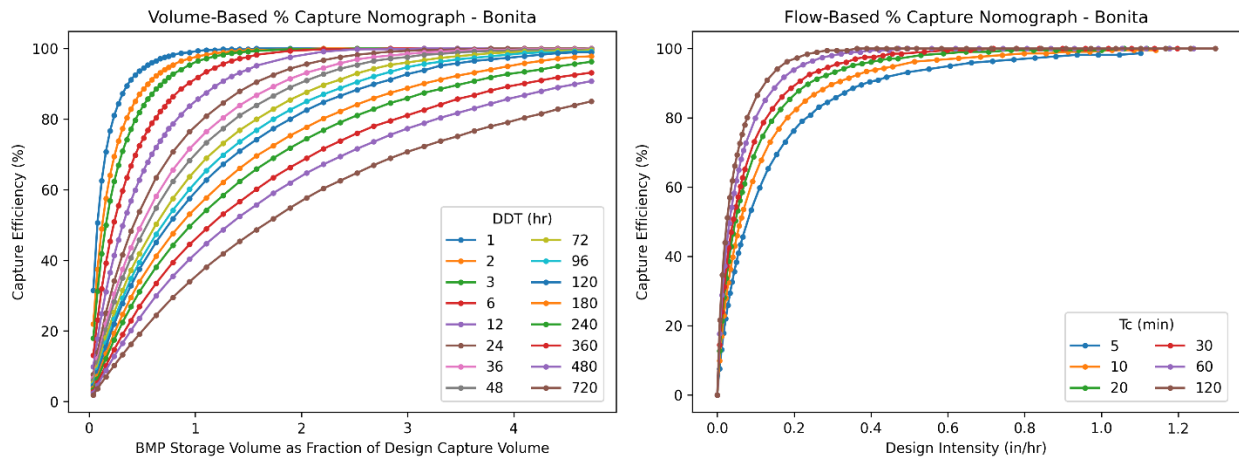 Volume-Based % Capture Nomograph - Bonita
100
80
60
40
20
0
Capture Efficiency (%)
DDT (hr)
1 72
2 96
3 120
6 180
12 240
24 360
36 480
48 720
0 1 2 3 4
BMP Storage Volume as Fraction of Design Capture Volume
Flow-Based % Capture Nomograph - Bonita
100
80
60
40
20
0
Capture Efficiency (%)
Tc (min)
5 30
10 60
20 120
0.0 0.2 0.4 0.6 0.8 1.0 1.2
Design Intensity (in/hr)